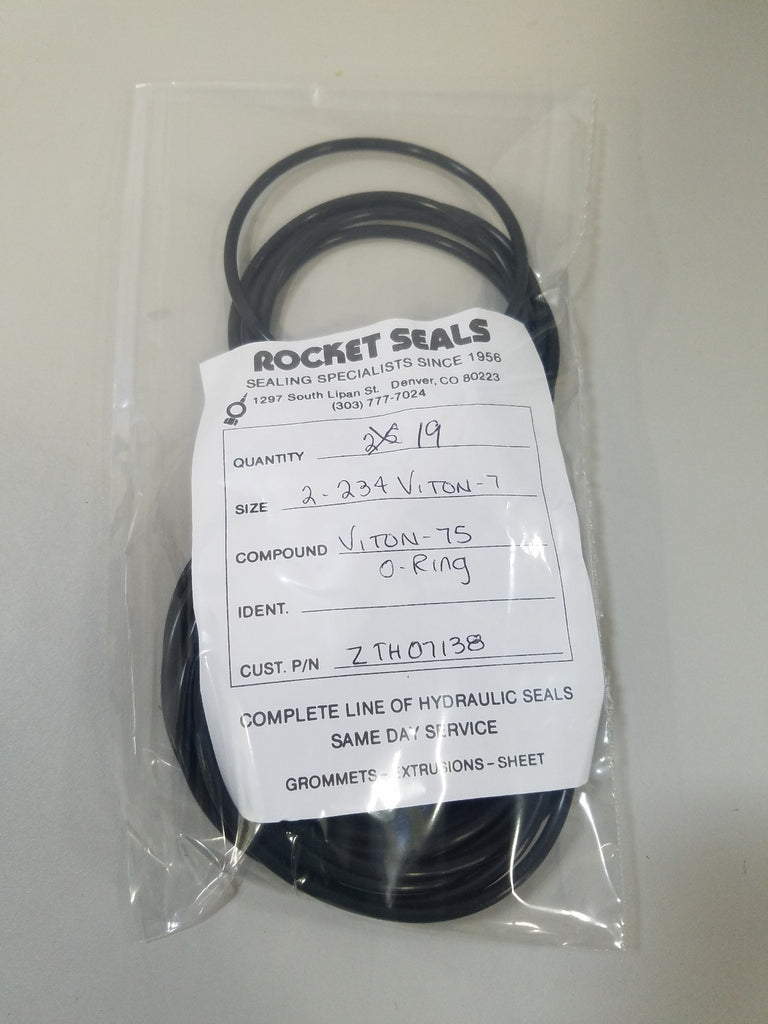 ROCKET SEALS
SEALING SPECIALISTS SINCE 1956
1297 South Lipan St. Denver, CO 80223
(303) 777-7024
QUANTITY 19
SIZE 2-234 VITON-7
COMPOUND VITON-75
O-Ring
IDENT.
CUST. P/N ZTH07138
COMPLETE LINE OF HYDRAULIC SEALS
SAME DAY SERVICE
GROMMETS - EXTRUSIONS - SHEET